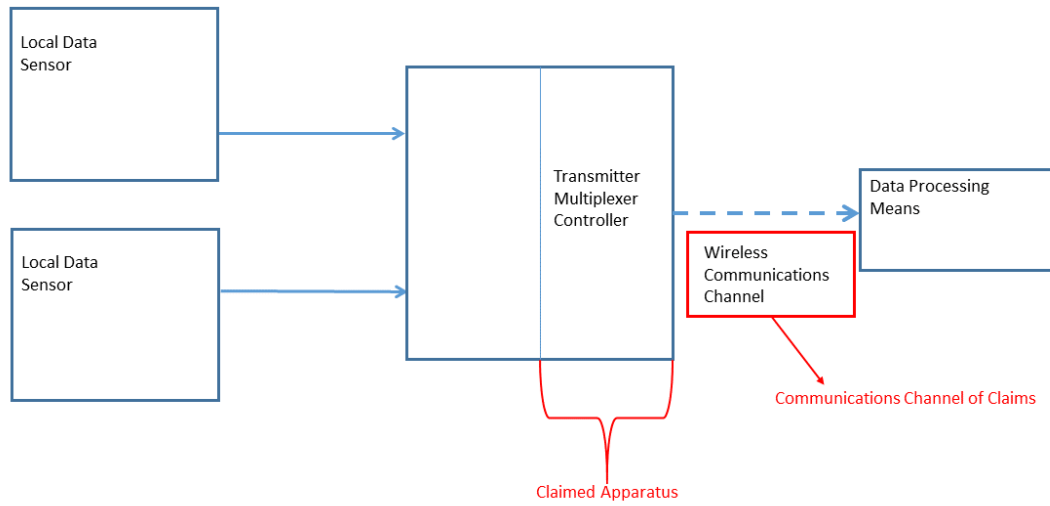 Local Data
Sensor
Local Data
Sensor
Transmitter
Multiplexer
Controller
Data Processing
Means
Wireless
Communications
Channel
Communications Channel of Claims
Claimed Apparatus